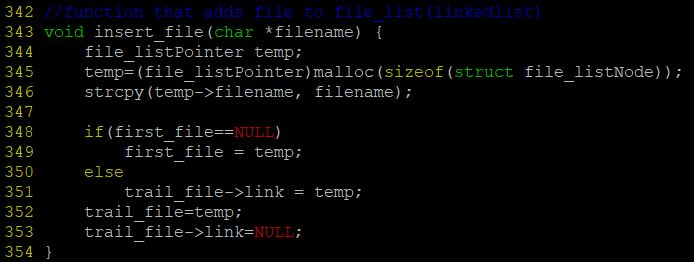 342 //function that adds file to file_list(linkedlist)
343 void insert_file(char *filename) {
344     file_listPointer temp;
345     temp=(file_listPointer)malloc(sizeof(struct file_listNode));
346     strcpy(temp->filename, filename);
347
348     if(first_file==NULL)
349         first_file = temp;
350     else
351         trail_file->link = temp;
352     trail_file=temp;
353     trail_file->link=NULL;
354 }